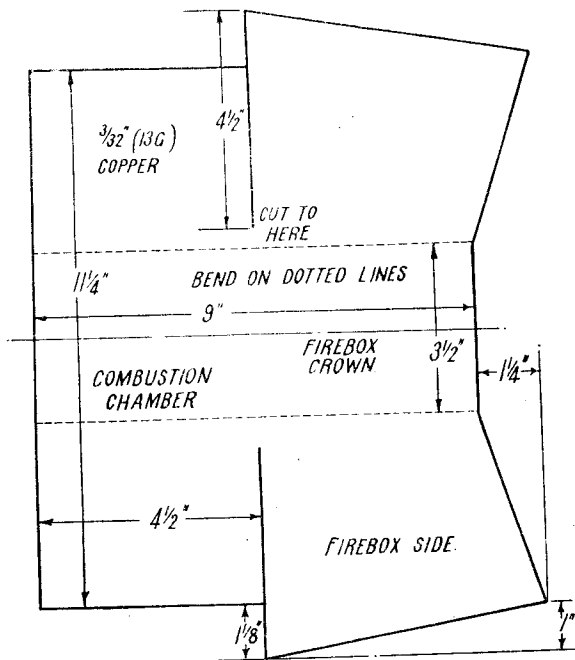 4½"
3/32" (13G)
COPPER
CUT TO
HERE
11¼"
BEND ON DOTTED LINES
9"
FIREBOX
CROWN
3½"
1¼"
COMBUSTION
CHAMBER
4½"
FIREBOX SIDE.
1⅛"
1"